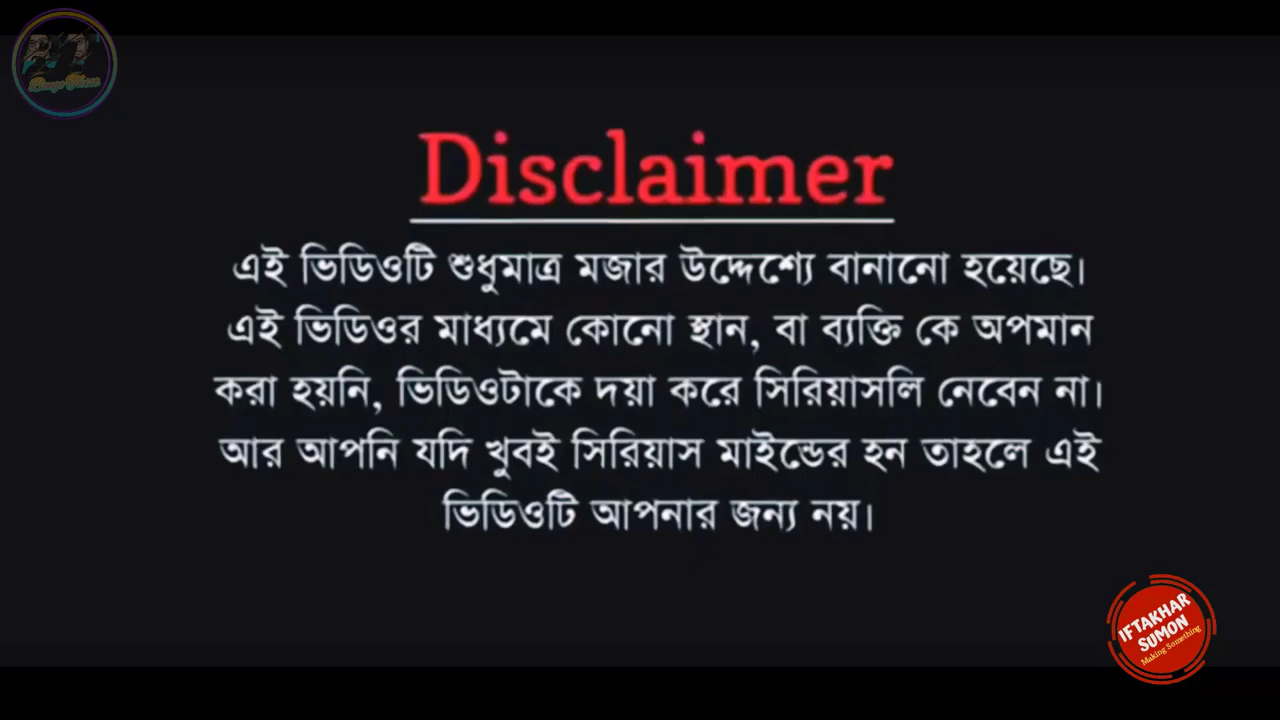 Disclaimer
এই ভিডিওটি শুধুমাত্র মজার উদ্দেশ্যে বানানো হয়েছে।
এই ভিডিওর মাধ্যমে কোনো স্থান, বা ব্যক্তি কে অপমান
করা হয়নি, ভিডিওটাকে দয়া করে সিরিয়াসলি নেবেন না।
আর আপনি যদি খুবই সিরিয়াস মাইন্ডের হন তাহলে এই
ভিডিওটি আপনার জন্য নয়।
IFTAKHAR
SUMON
Making Something